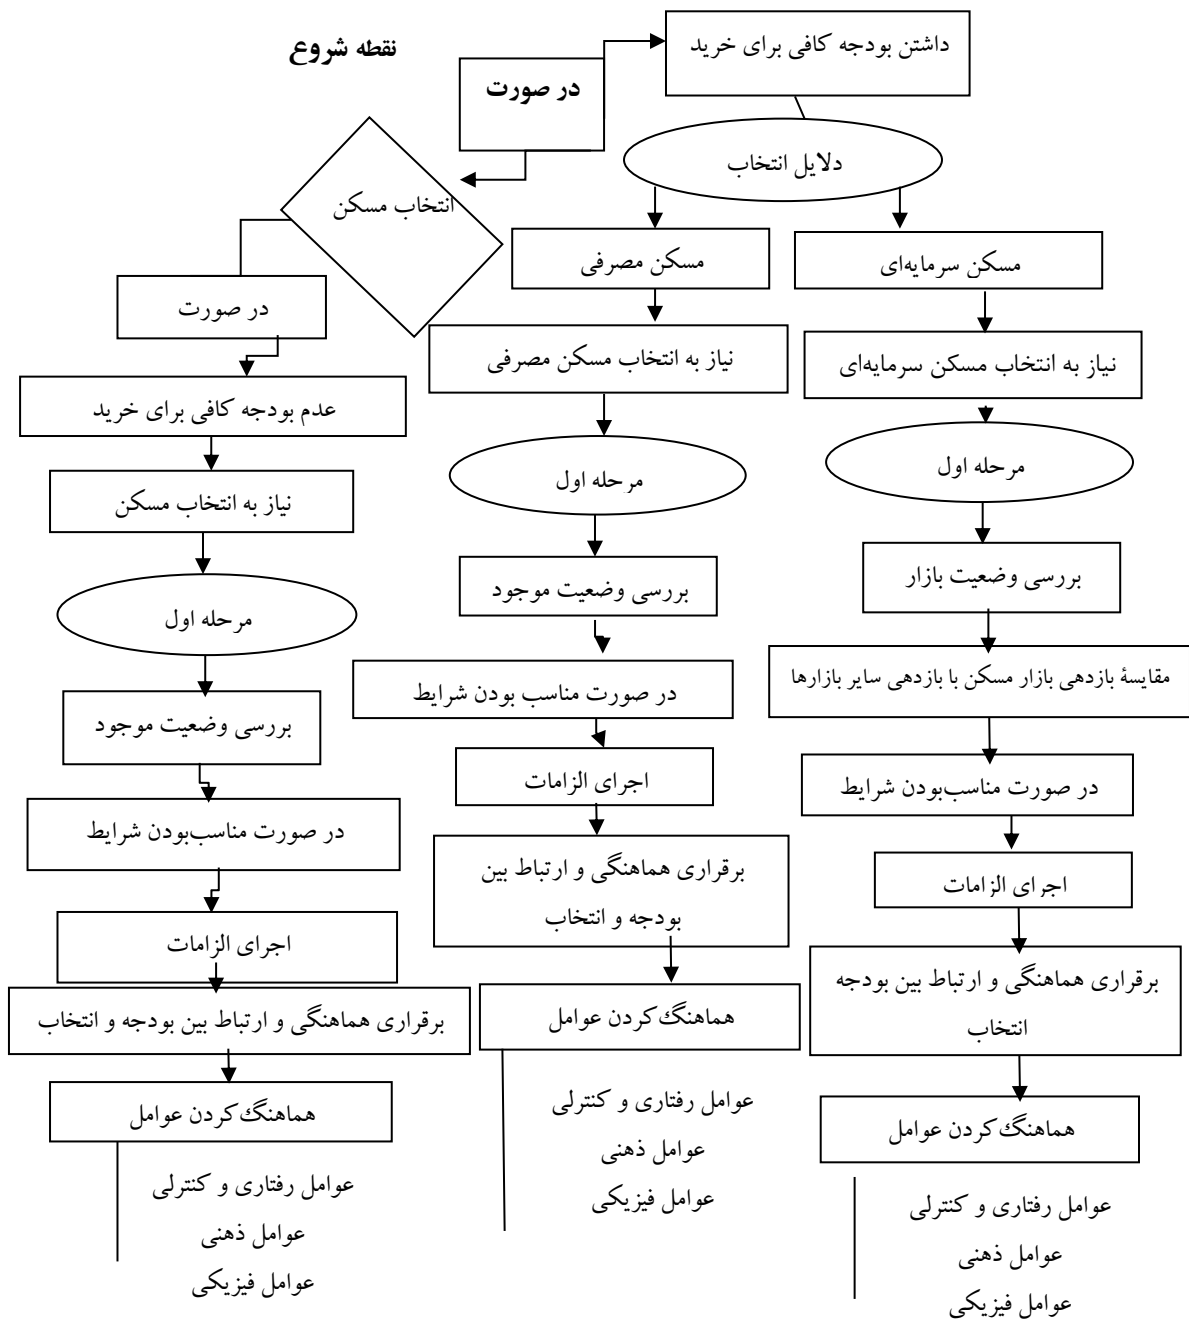 نقطه شروع
داشتن بودجه کافی برای خرید
در صورت
دلایل انتخاب
انتخاب مسکن
مسکن سرمایه‌ای
مسکن مصرفی
در صورت
نیاز به انتخاب مسکن سرمایه‌ای
نیاز به انتخاب مسکن مصرفی
عدم بودجه کافی برای خرید
مرحله اول
مرحله اول
نیاز به انتخاب مسکن
بررسی وضعیت بازار
بررسی وضعیت موجود
مرحله اول
مقایسۀ بازدهی بازار مسکن با بازدهی سایر بازارها
در صورت مناسب بودن شرایط
بررسی وضعیت موجود
در صورت مناسب‌بودن شرایط
اجرای الزامات
در صورت مناسب‌بودن شرایط
اجرای الزامات
برقراری هماهنگی و ارتباط بین
بودجه و انتخاب
اجرای الزامات
برقراری هماهنگی و ارتباط بین بودجه
انتخاب
هماهنگ‌کردن عوامل
برقراری هماهنگی و ارتباط بین بودجه و انتخاب
هماهنگ‌کردن عوامل
هماهنگ‌کردن عوامل
عوامل رفتاری و کنترلی
عوامل ذهنی
عوامل فیزیکی
عوامل رفتاری و کنترلی
عوامل ذهنی
عوامل فیزیکی
عوامل رفتاری و کنترلی
عوامل ذهنی
عوامل فیزیکی